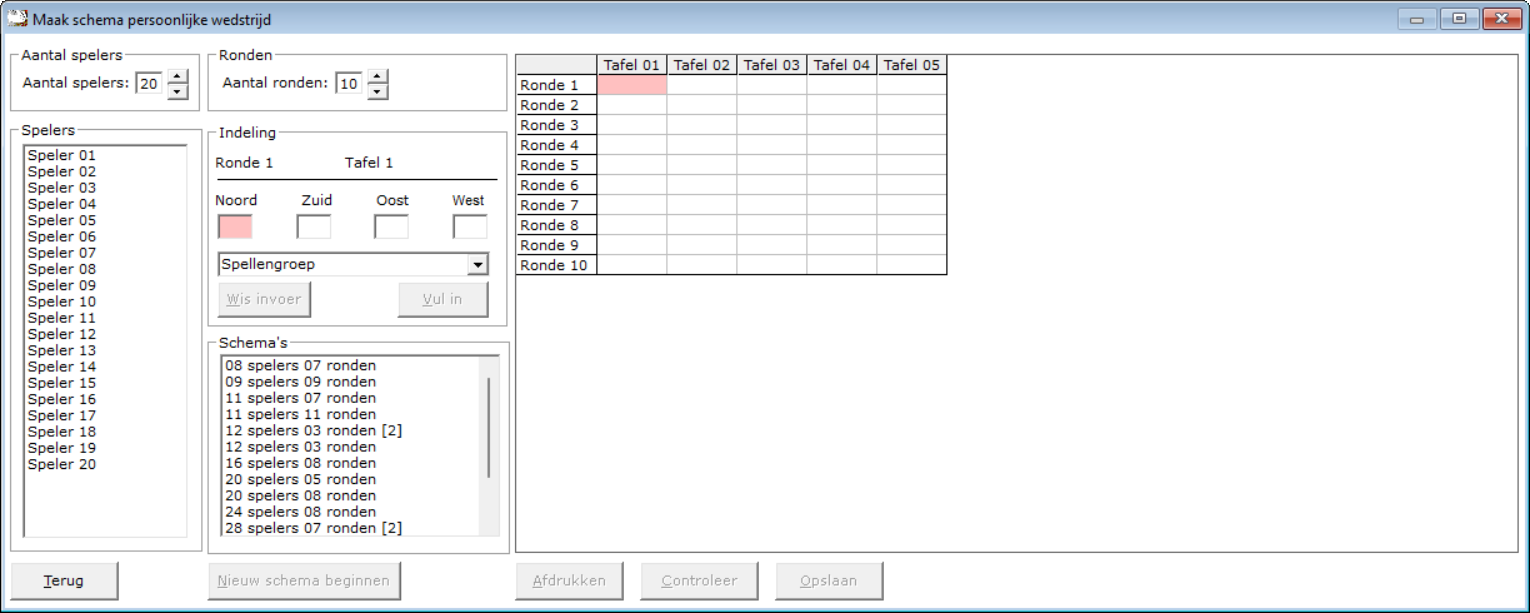 Maak schema persoonlijke wedstrijd
Aantal spelers
Aantal spelers: 20
Ronden
Aantal ronden: 10
Spelers
Speler 01
Speler 02
Speler 03
Speler 04
Speler 05
Speler 06
Speler 07
Speler 08
Speler 09
Speler 10
Speler 11
Speler 12
Speler 13
Speler 14
Speler 15
Speler 16
Speler 17
Speler 18
Speler 19
Speler 20
Indeling
Ronde 1 Tafel 1
Noord Zuid Oost West
Spellengroep
Wis invoer Vul in
Schema's
08 spelers 07 ronden
09 spelers 09 ronden
11 spelers 07 ronden
11 spelers 11 ronden
12 spelers 03 ronden [2]
12 spelers 03 ronden
16 spelers 08 ronden
20 spelers 05 ronden
20 spelers 08 ronden
24 spelers 08 ronden
28 spelers 07 ronden [2]
Tafel 01 Tafel 02 Tafel 03 Tafel 04 Tafel 05
Ronde 1
Ronde 2
Ronde 3
Ronde 4
Ronde 5
Ronde 6
Ronde 7
Ronde 8
Ronde 9
Ronde 10
Terug Nieuw schema beginnen Afdrukken Controleer Opslaan